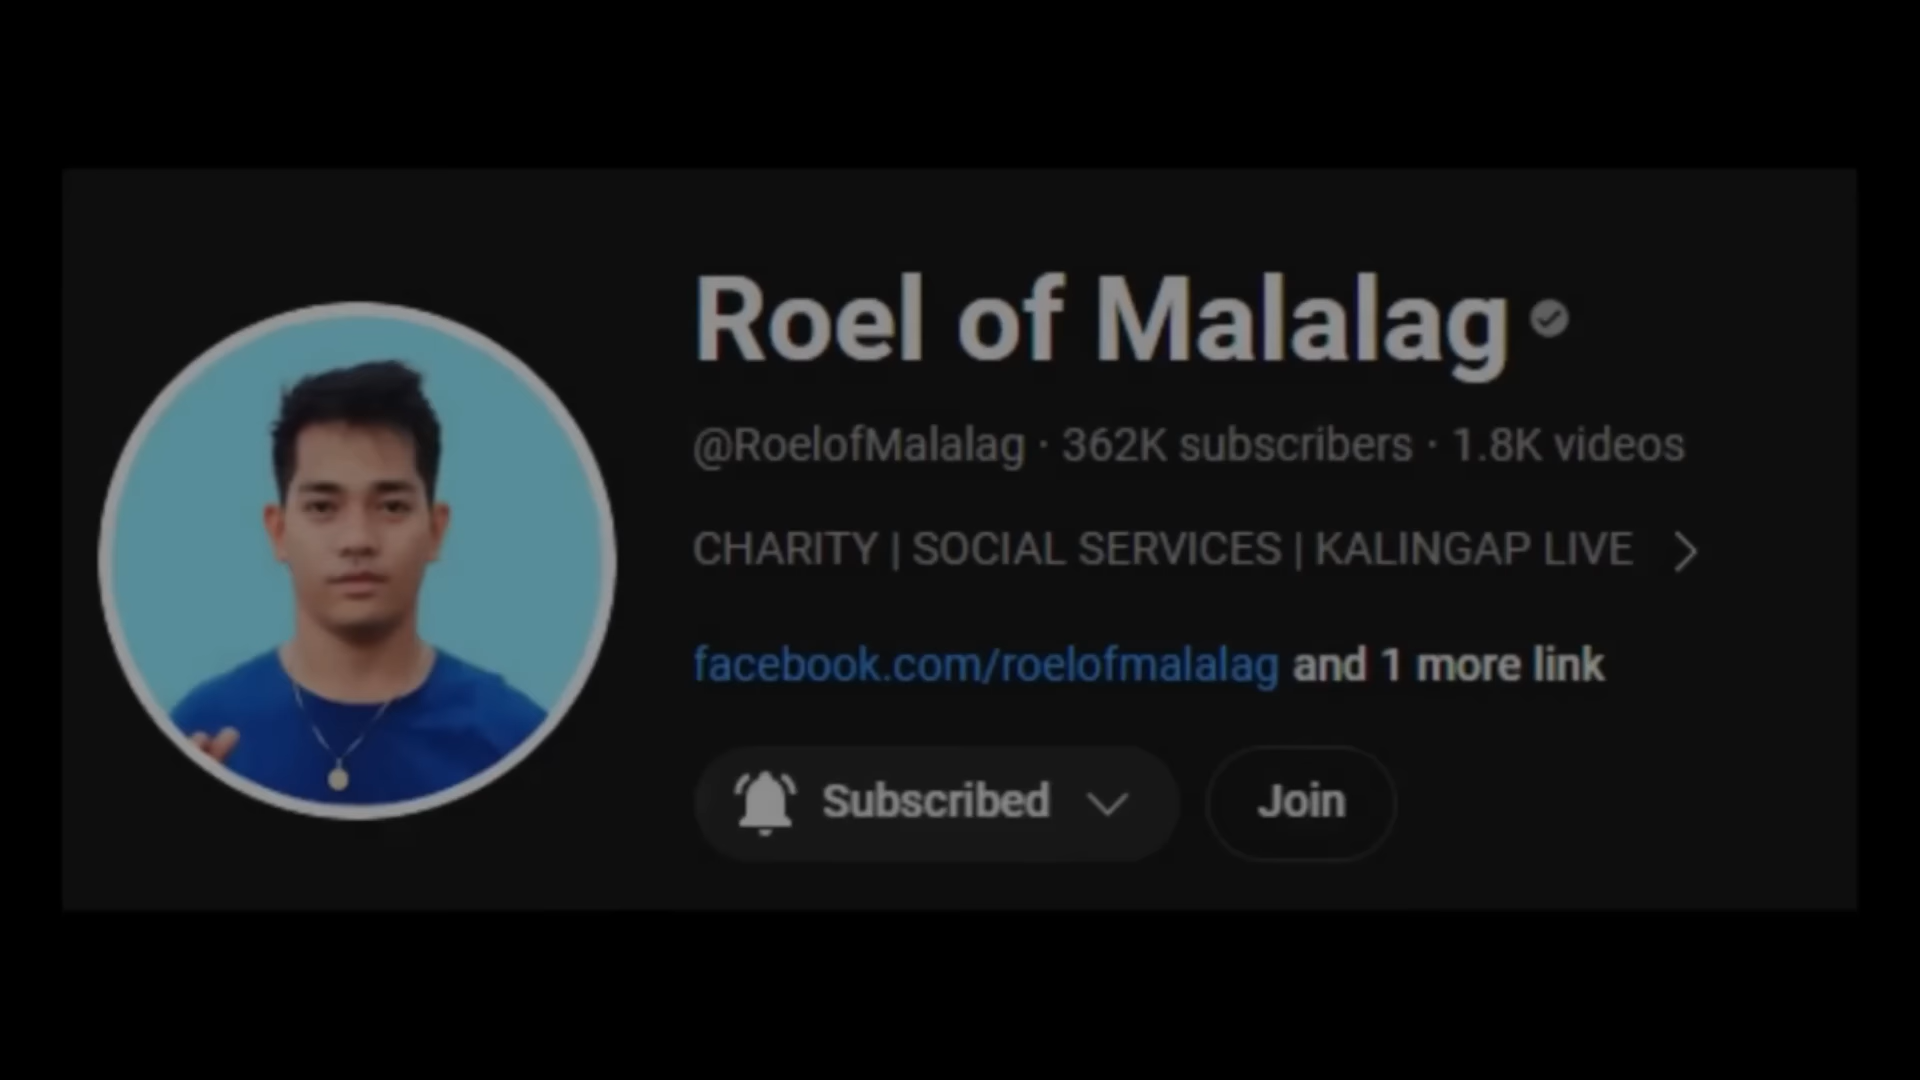 Roel of Malalag
@RoelofMalalag · 362K subscribers · 1.8K videos
CHARITY | SOCIAL SERVICES | KALINGAP LIVE
facebook.com/roelofmalalag and 1 more link
Subscribed
Join